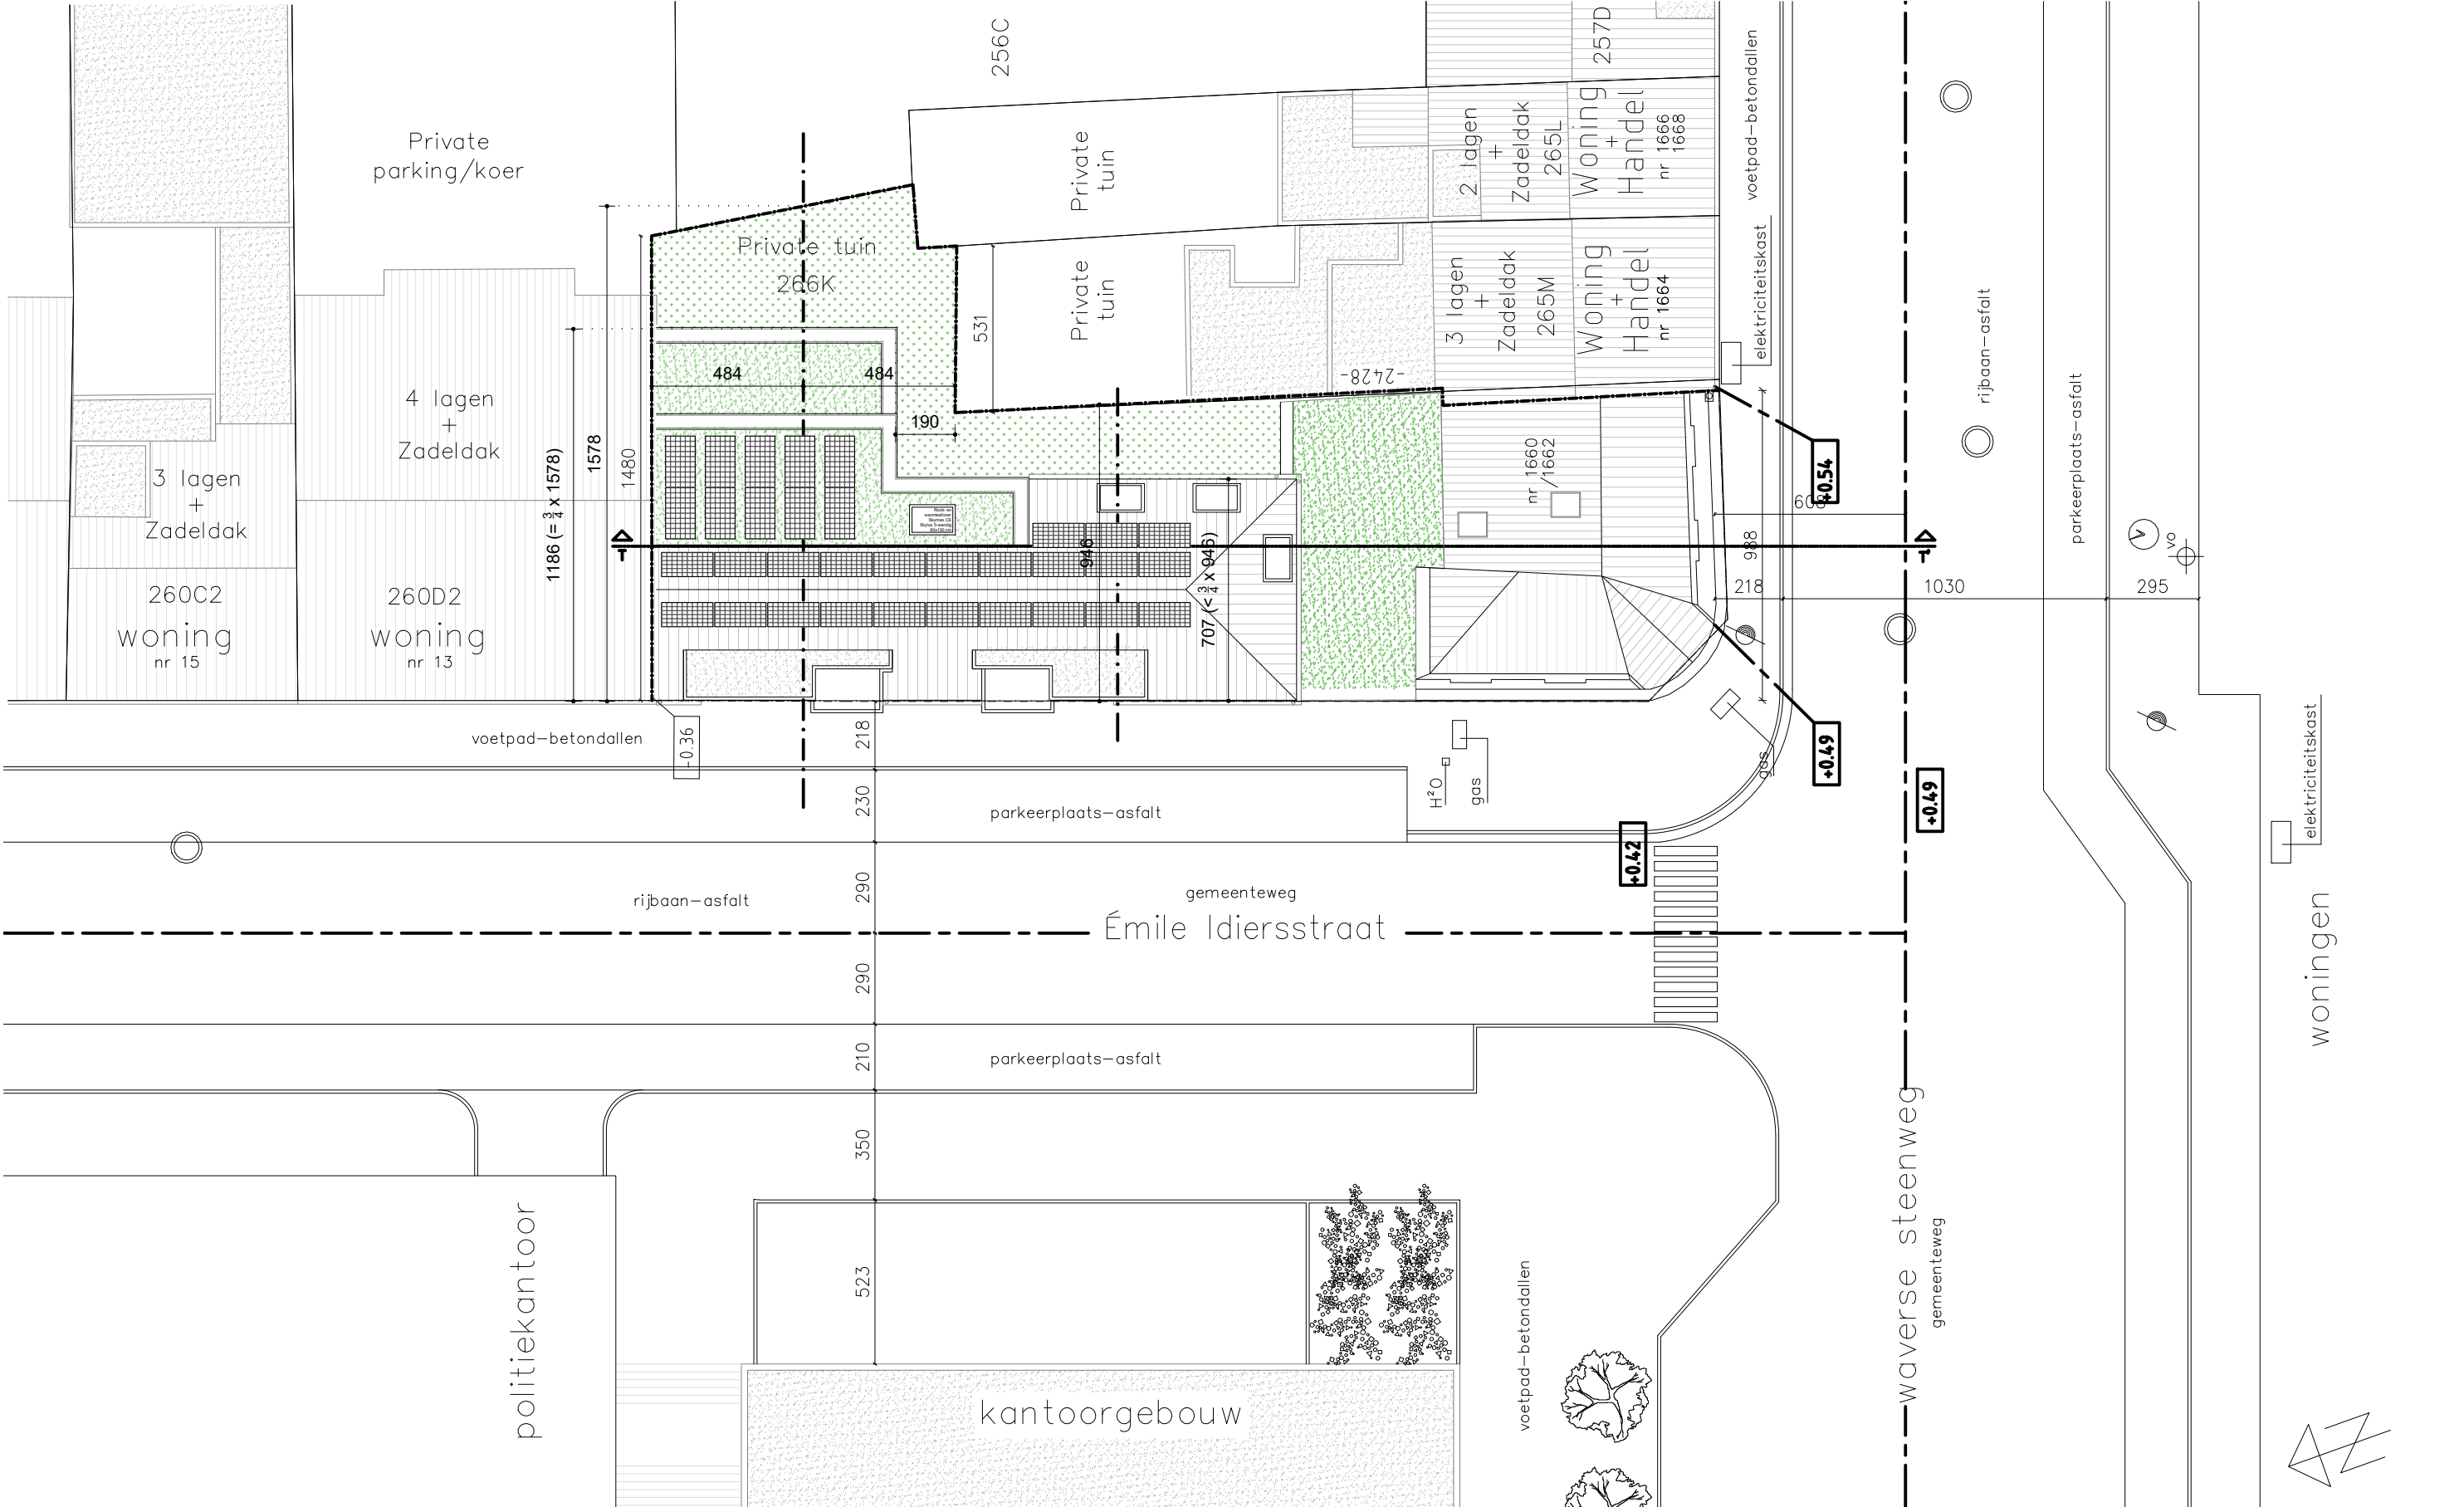 Private
parking/koer
256C
257D
voetpad-betondallen
Private
tuin
2 lagen
+
Zadeldak
265L
Woning
+
Handel
nr 1666
1668
elektriciteitskast
Private tuin
266K
Private
tuin
3 lagen
+
Zadeldak
265M
Woning
+
Handel
nr 1664
rijbaan-asfalt
parkeerplaats-asfalt
531
-2428-
4 lagen
+
Zadeldak
484
484
190
1186 (= 3/4 x 1578)
1578
1480
3 lagen
+
Zadeldak
nr 1660
/1662
+0.54
608
988
948
707 (< 3/4 x 946)
T
T'
vo
218
1030
295
260C2
woning
nr 15
260D2
woning
nr 13
voetpad-betondallen
-0.36
218
H²O
gas
gas
+0.49
+0.49
elektriciteitskast
230
parkeerplaats-asfalt
+0.42
290
rijbaan-asfalt
gemeenteweg
Émile Idiersstraat
woningen
290
210
parkeerplaats-asfalt
350
politiekantoor
523
voetpad-betondallen
waverse steenweg
gemeenteweg
kantoorgebouw
N